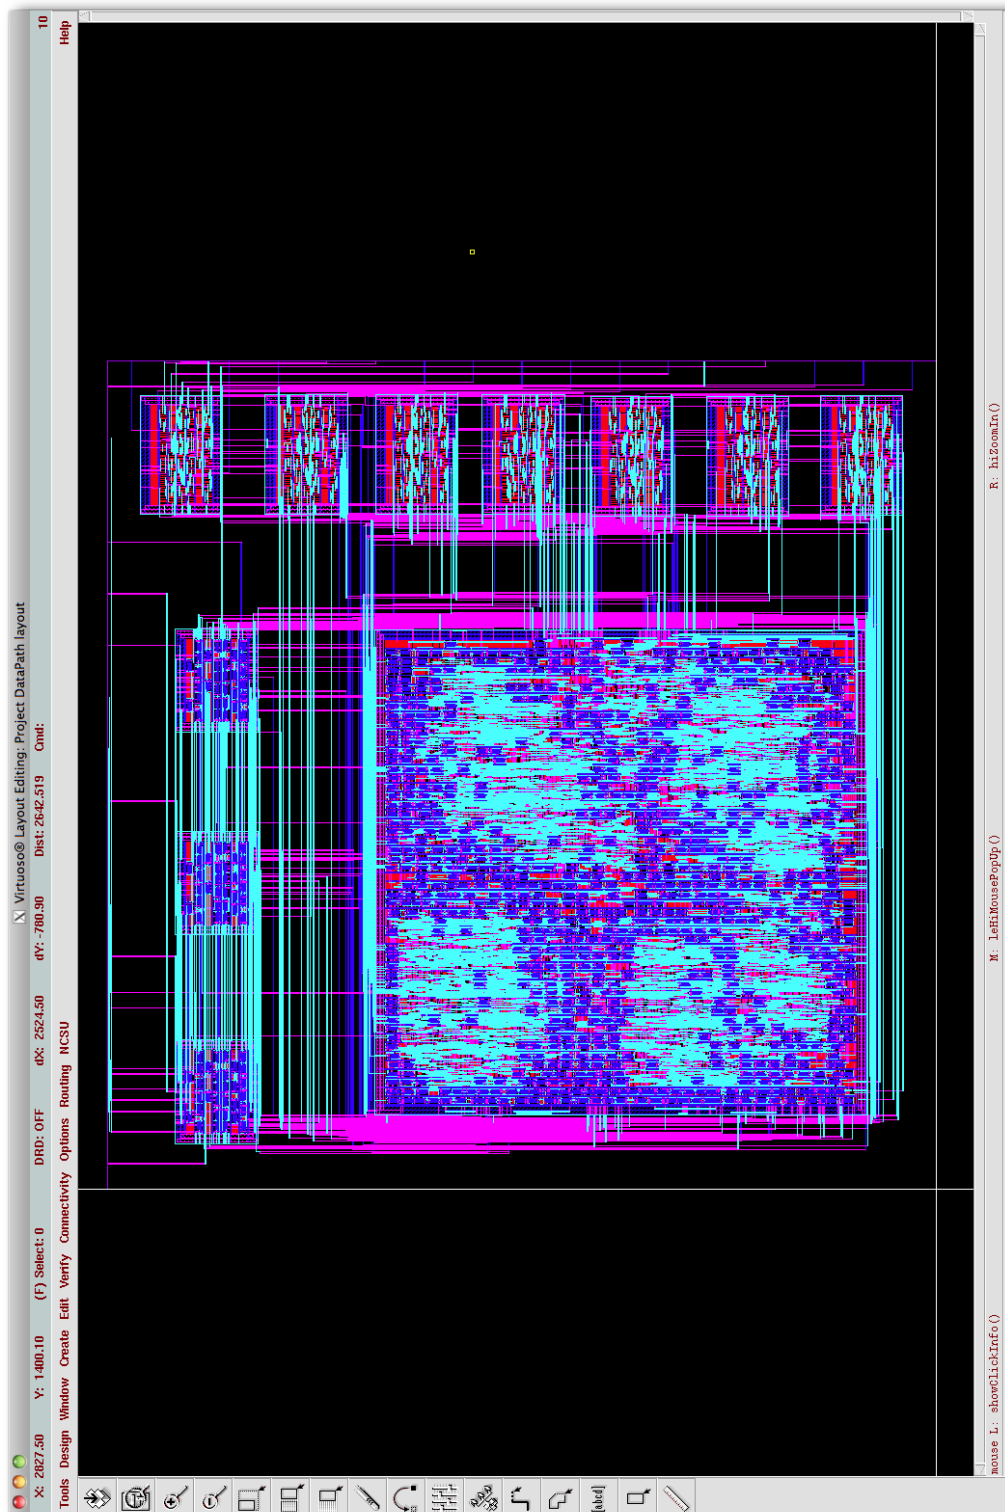 Virtuoso® Layout Editing: Project DataPath layout
X: 2827.50 Y: 1400.10 (F) Select: 0 DRD: OFF dX: 2524.50 dY: -780.90 Dist: 2642.519 Cmd: 10
Tools Design Window Create Edit Verify Connectivity Options Routing NCSU Help
[abcd]
mouse L: showClickInfo() M: leHiMousePopUp() R: hiZoomIn()